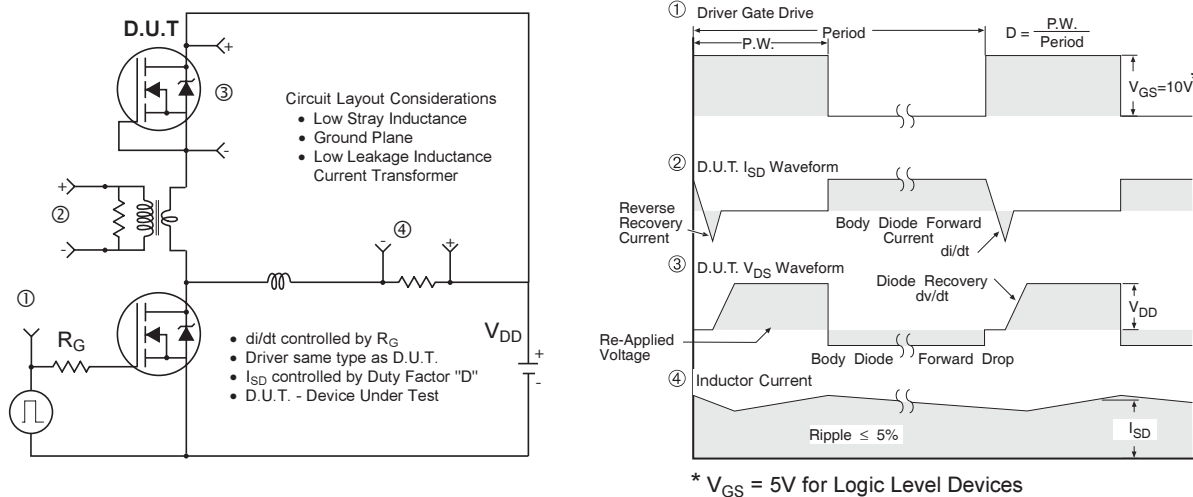 D.U.T
+
③
-
Circuit Layout Considerations
• Low Stray Inductance
• Ground Plane
• Low Leakage Inductance
Current Transformer
+
②
-
④
- +
①
R_G
V_DD
+
-
• di/dt controlled by R_G
• Driver same type as D.U.T.
• I_SD controlled by Duty Factor "D"
• D.U.T. - Device Under Test
① Driver Gate Drive
P.W.
Period
D = P.W. / Period
V_GS=10V *
② D.U.T. I_SD Waveform
Reverse
Recovery
Current
Body Diode Forward
Current
di/dt
③ D.U.T. V_DS Waveform
Diode Recovery
dv/dt
V_DD
Re-Applied
Voltage
Body Diode Forward Drop
④ Inductor Current
Ripple ≤ 5%
I_SD
* V_GS = 5V for Logic Level Devices